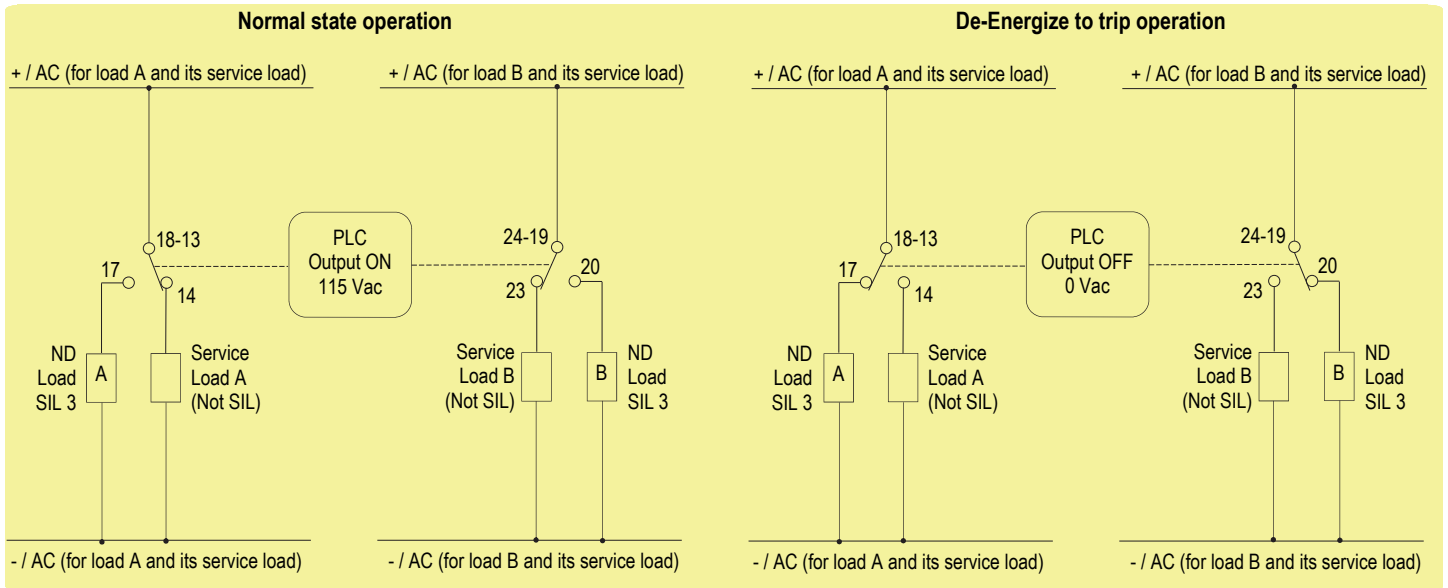 Normal state operation
+ / AC (for load A and its service load)
+ / AC (for load B and its service load)
18-13
17
14
PLC
Output ON
115 Vac
24-19
23
20
ND
Load
SIL 3
A
Service
Load A
(Not SIL)
Service
Load B
(Not SIL)
B
ND
Load
SIL 3
- / AC (for load A and its service load)
- / AC (for load B and its service load)
De-Energize to trip operation
+ / AC (for load A and its service load)
+ / AC (for load B and its service load)
18-13
17
14
PLC
Output OFF
0 Vac
24-19
23
20
ND
Load
SIL 3
A
Service
Load A
(Not SIL)
Service
Load B
(Not SIL)
B
ND
Load
SIL 3
- / AC (for load A and its service load)
- / AC (for load B and its service load)